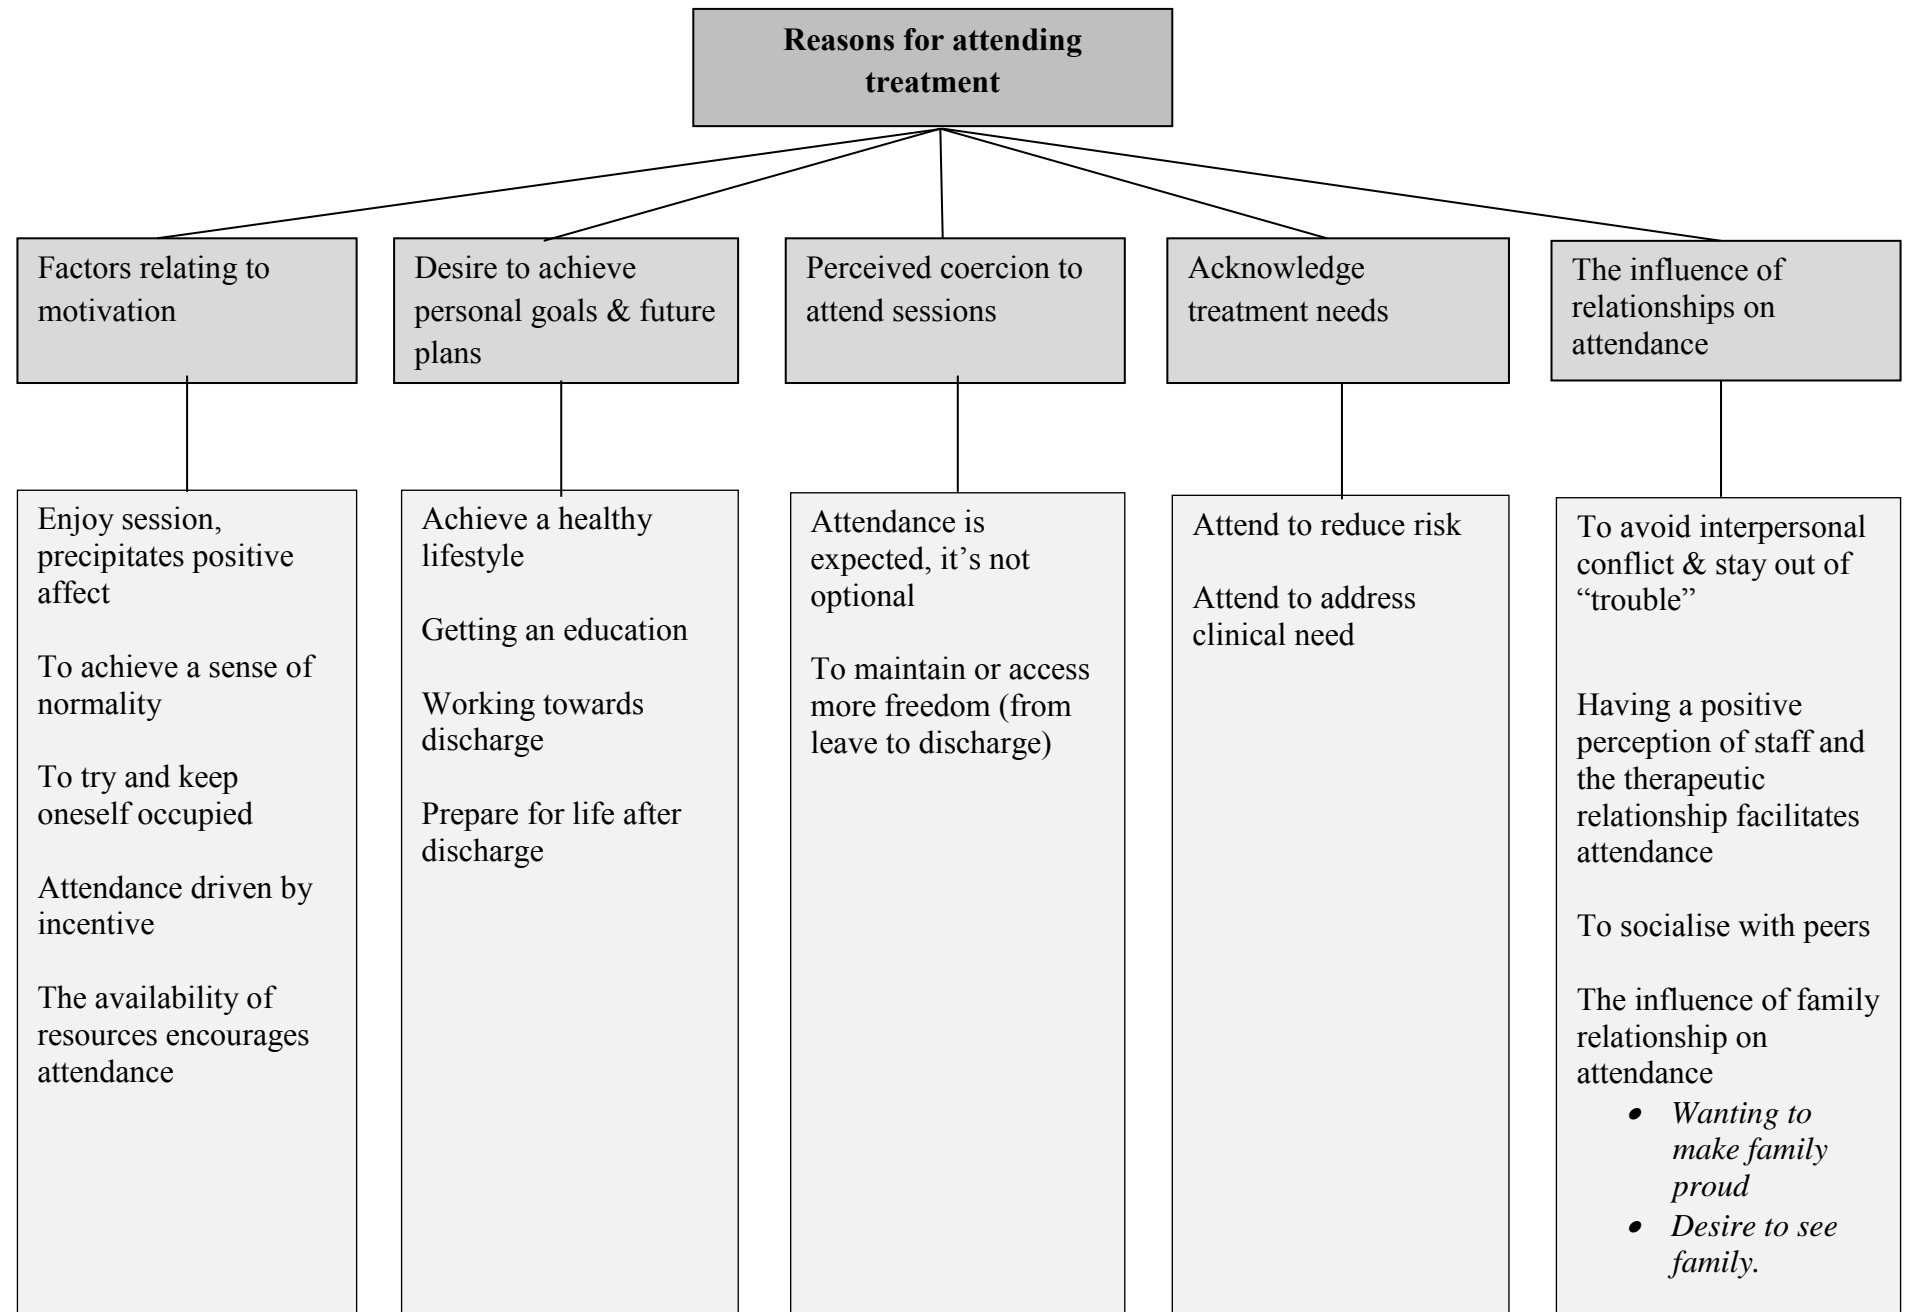 Reasons for attending
treatment
Factors relating to
motivation
Desire to achieve
personal goals & future
plans
Perceived coercion to
attend sessions
Acknowledge
treatment needs
The influence of
relationships on
attendance
Enjoy session,
precipitates positive
affect
To achieve a sense of
normality
To try and keep
oneself occupied
Attendance driven by
incentive
The availability of
resources encourages
attendance
Achieve a healthy
lifestyle
Getting an education
Working towards
discharge
Prepare for life after
discharge
Attendance is
expected, it’s not
optional
To maintain or access
more freedom (from
leave to discharge)
Attend to reduce risk
Attend to address
clinical need
To avoid interpersonal
conflict & stay out of
“trouble”
Having a positive
perception of staff and
the therapeutic
relationship facilitates
attendance
To socialise with peers
The influence of family
relationship on
attendance
• Wanting to
make family
proud
• Desire to see
family.